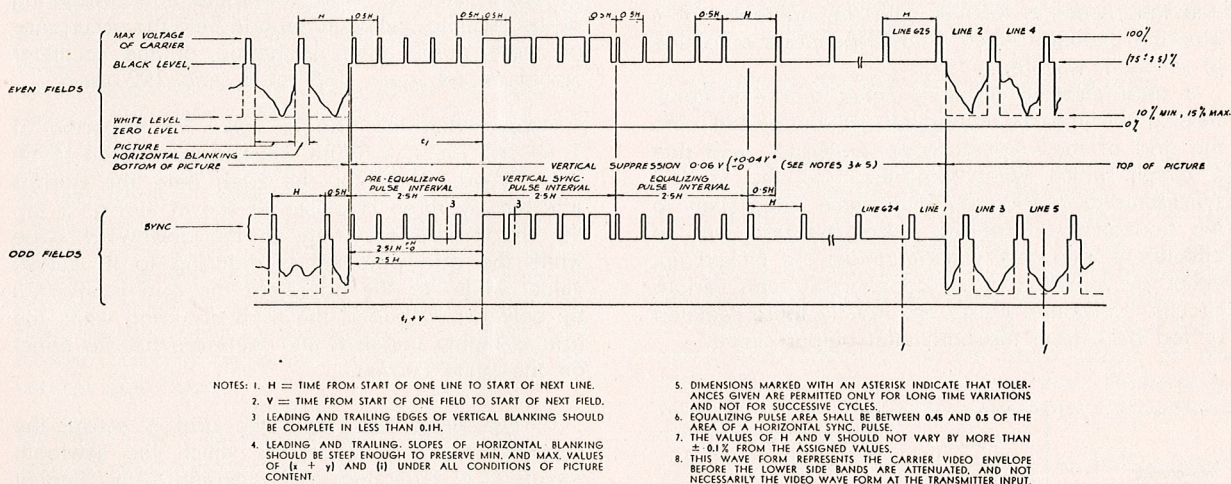 H 0.5H 0.5H 0.5H 0.5H 0.5H 0.5H H H
MAX VOLTAGE
OF CARRIER
LINE 625 LINE 2 LINE 4 100%
BLACK LEVEL,
(75 ± 2.5)%
EVEN FIELDS
WHITE LEVEL
10% MIN, 15% MAX.
ZERO LEVEL
0%
PICTURE
t₁
HORIZONTAL BLANKING
BOTTOM OF PICTURE
VERTICAL SUPPRESSION 0.06 V {+0.04 V* -0 (SEE NOTES 3 & 5)
TOP OF PICTURE
PRE-EQUALIZING
PULSE INTERVAL
2.5H
VERTICAL SYNC-
PULSE INTERVAL
2.5H
EQUALIZING
PULSE INTERVAL
2.5H
0.5H
H 0.5H
H
3 3
LINE 624 LINE 1 LINE 3 LINE 5
SYNC
ODD FIELDS
2.5H
t₁ + V
1 1
NOTES: 1. H = TIME FROM START OF ONE LINE TO START OF NEXT LINE.
2. V = TIME FROM START OF ONE FIELD TO START OF NEXT FIELD.
3 LEADING AND TRAILING EDGES OF VERTICAL BLANKING SHOULD
BE COMPLETE IN LESS THAN 0.1H.
4. LEADING AND TRAILING. SLOPES OF HORIZONTAL BLANKING
SHOULD BE STEEP ENOUGH TO PRESERVE MIN. AND MAX. VALUES
OF (x + y) AND (i) UNDER ALL CONDITIONS OF PICTURE
CONTENT.
5. DIMENSIONS MARKED WITH AN ASTERISK INDICATE THAT TOLER-
ANCES GIVEN ARE PERMITTED ONLY FOR LONG TIME VARIATIONS
AND NOT FOR SUCCESSIVE CYCLES.
6. EQUALIZING PULSE AREA SHALL BE BETWEEN 0.45 AND 0.5 OF THE
AREA OF A HORIZONTAL SYNC. PULSE.
7. THE VALUES OF H AND V SHOULD NOT VARY BY MORE THAN
± 0.1% FROM THE ASSIGNED VALUES.
8. THIS WAVE FORM REPRESENTS THE CARRIER VIDEO ENVELOPE
BEFORE THE LOWER SIDE BANDS ARE ATTENUATED, AND NOT
NECESSARILY THE VIDEO WAVE FORM AT THE TRANSMITTER INPUT.